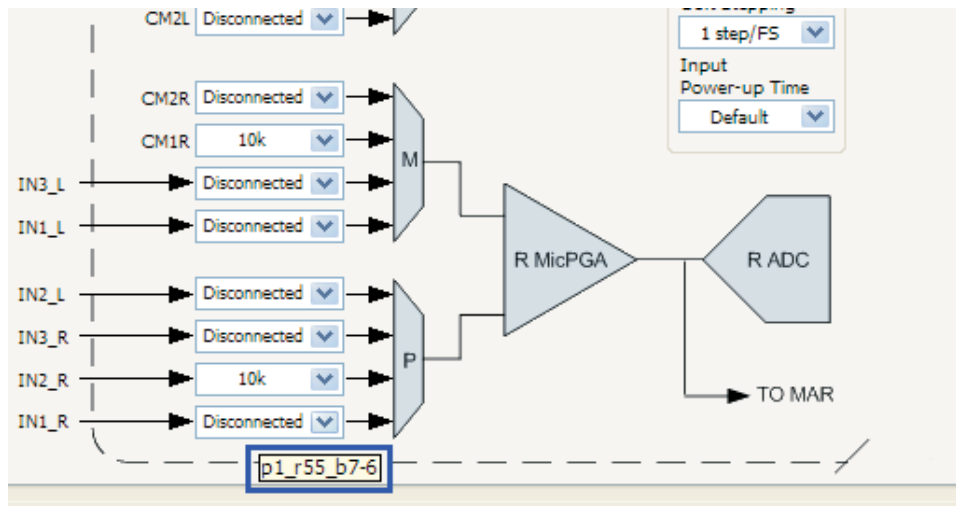 CM2L Disconnected
1 step/FS
Input
Power-up Time
Default
CM2R Disconnected
CM1R 10k
IN3_L Disconnected
IN1_L Disconnected
M
R MicPGA
R ADC
IN2_L Disconnected
IN3_R Disconnected
IN2_R 10k
IN1_R Disconnected
P
TO MAR
p1_r55_b7-6